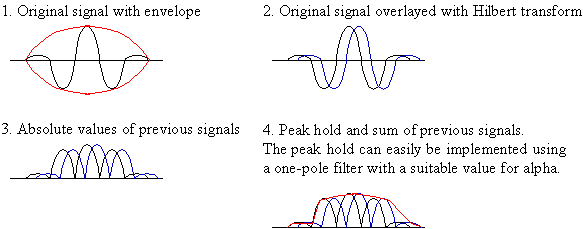 1. Original signal with envelope
2. Original signal overlayed with Hilbert transform
3. Absolute values of previous signals
4. Peak hold and sum of previous signals.
The peak hold can easily be implemented using
a one-pole filter with a suitable value for alpha.